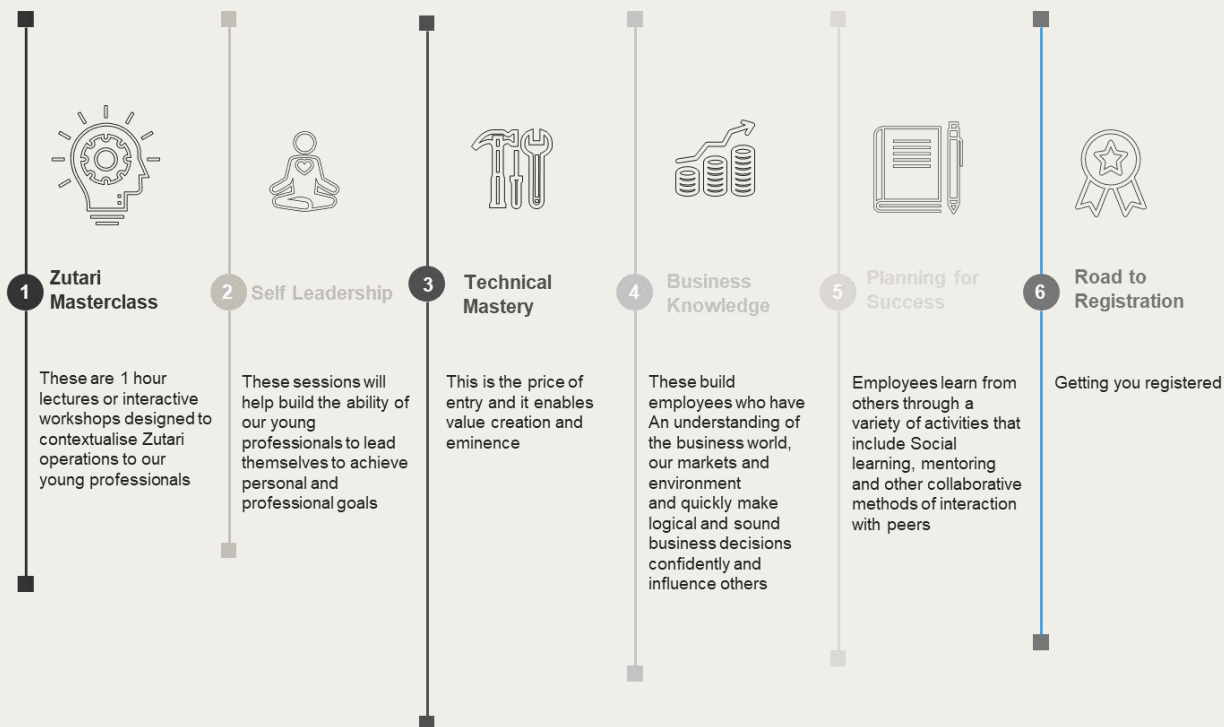 1
Zutari
Masterclass
These are 1 hour
lectures or interactive
workshops designed to
contextualise Zutari
operations to our
young professionals
2
Self Leadership
These sessions will
help build the ability of
our young
professionals to lead
themselves to achieve
personal and
professional goals
3
Technical
Mastery
This is the price of
entry and it enables
value creation and
eminence
4
Business
Knowledge
These build
employees who have
An understanding of
the business world,
our markets and
environment
and quickly make
logical and sound
business decisions
confidently and
influence others
5
Planning for
Success
Employees learn from
others through a
variety of activities that
include Social
learning, mentoring
and other collaborative
methods of interaction
with peers
6
Road to
Registration
Getting you registered